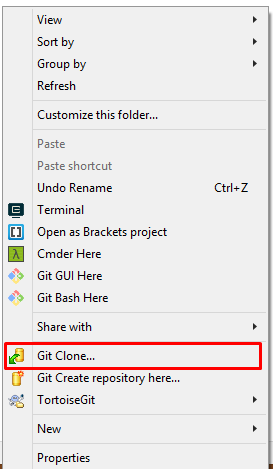 View
Sort by
Group by
Refresh
Customize this folder...
Paste
Paste shortcut
Undo Rename Ctrl+Z
Terminal
Open as Brackets project
Cmder Here
Git GUI Here
Git Bash Here
Share with
Git Clone...
Git Create repository here...
TortoiseGit
New
Properties